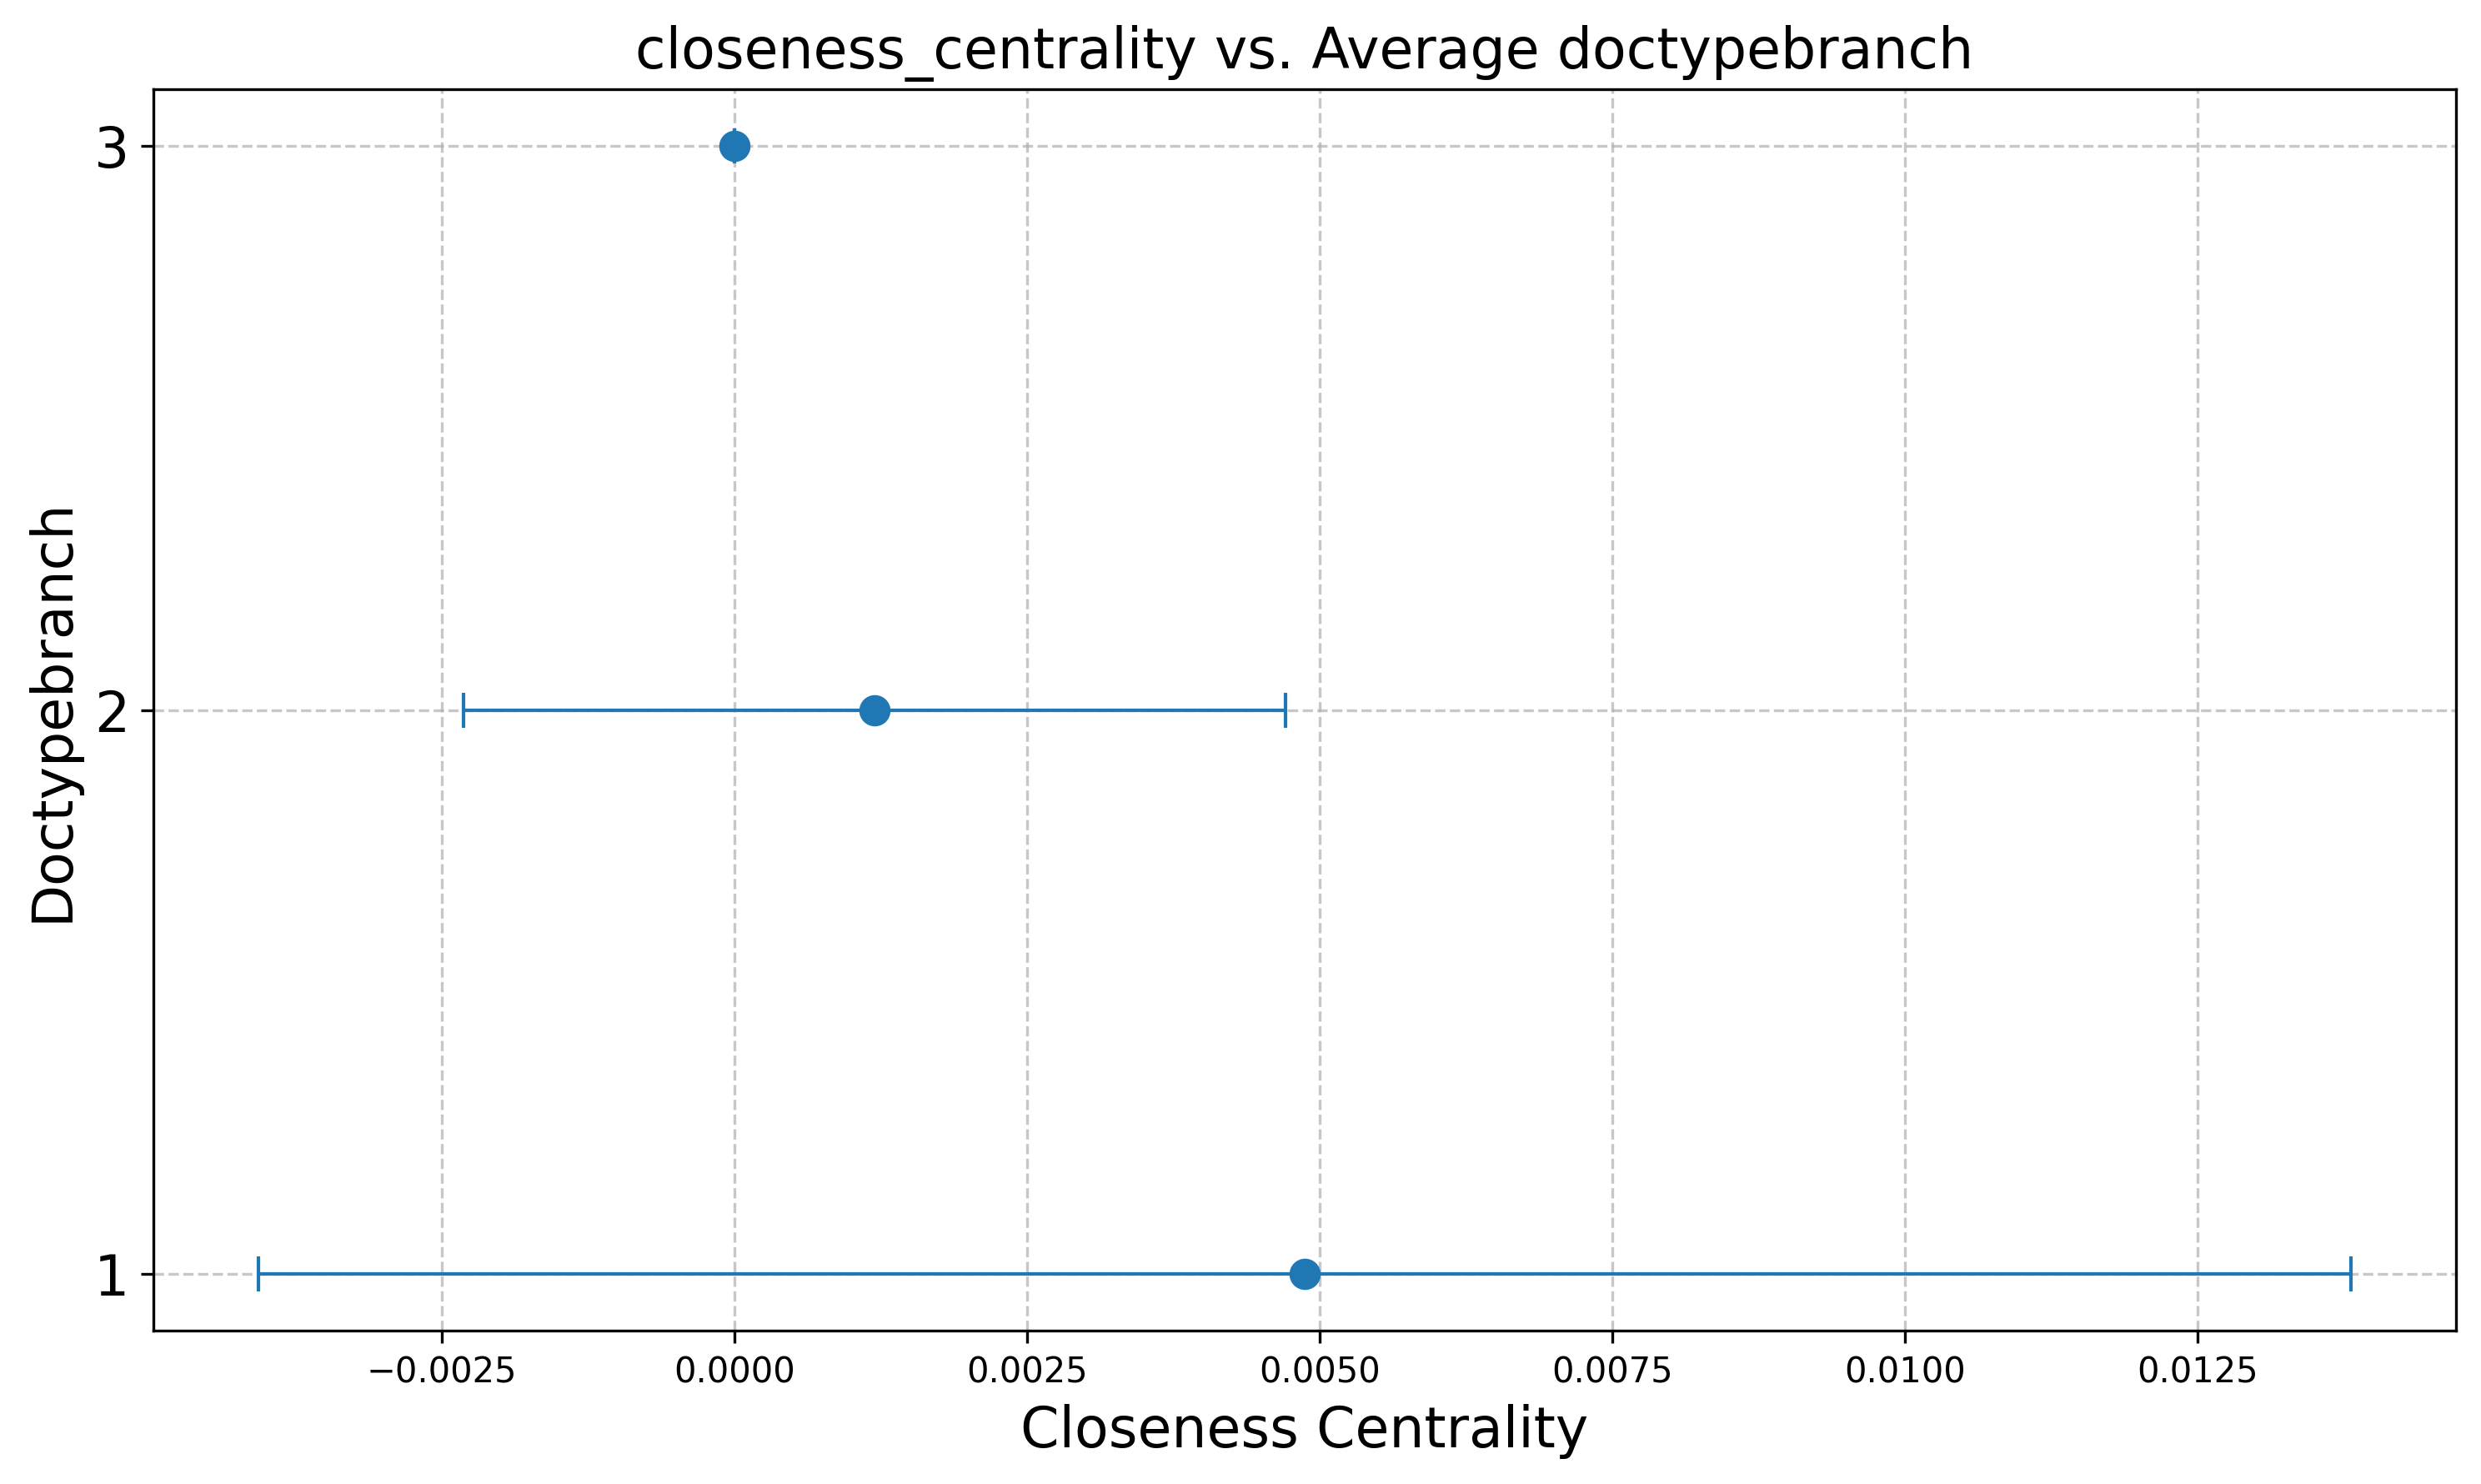 closeness_centrality vs. Average doctypebranch
Doctypebranch
3
2
1
−0.0025 0.0000 0.0025 0.0050 0.0075 0.0100 0.0125
Closeness Centrality